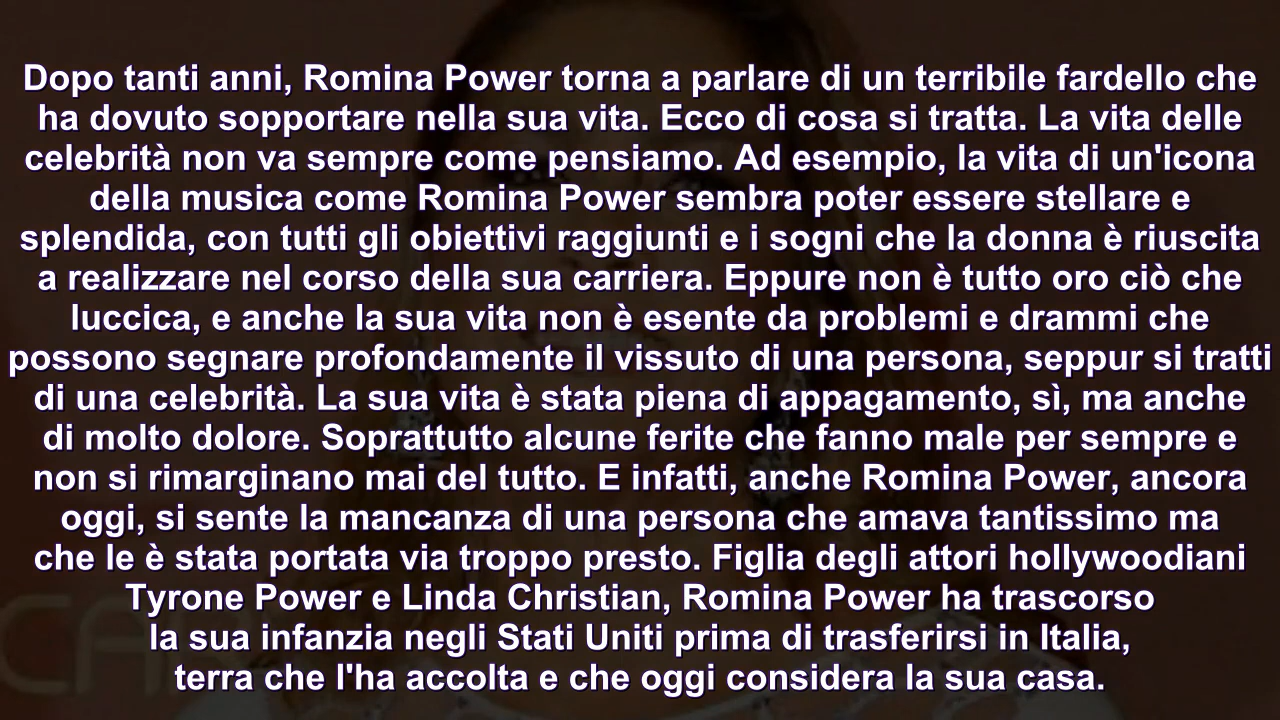 Dopo tanti anni, Romina Power torna a parlare di un terribile fardello che
ha dovuto sopportare nella sua vita. Ecco di cosa si tratta. La vita delle
celebrità non va sempre come pensiamo. Ad esempio, la vita di un'icona
della musica come Romina Power sembra poter essere stellare e
splendida, con tutti gli obiettivi raggiunti e i sogni che la donna è riuscita
a realizzare nel corso della sua carriera. Eppure non è tutto oro ciò che
luccica, e anche la sua vita non è esente da problemi e drammi che
possono segnare profondamente il vissuto di una persona, seppur si tratti
di una celebrità. La sua vita è stata piena di appagamento, sì, ma anche
di molto dolore. Soprattutto alcune ferite che fanno male per sempre e
non si rimarginano mai del tutto. E infatti, anche Romina Power, ancora
oggi, si sente la mancanza di una persona che amava tantissimo ma
che le è stata portata via troppo presto. Figlia degli attori hollywoodiani
Tyrone Power e Linda Christian, Romina Power ha trascorso
la sua infanzia negli Stati Uniti prima di trasferirsi in Italia,
terra che l'ha accolta e che oggi considera la sua casa.